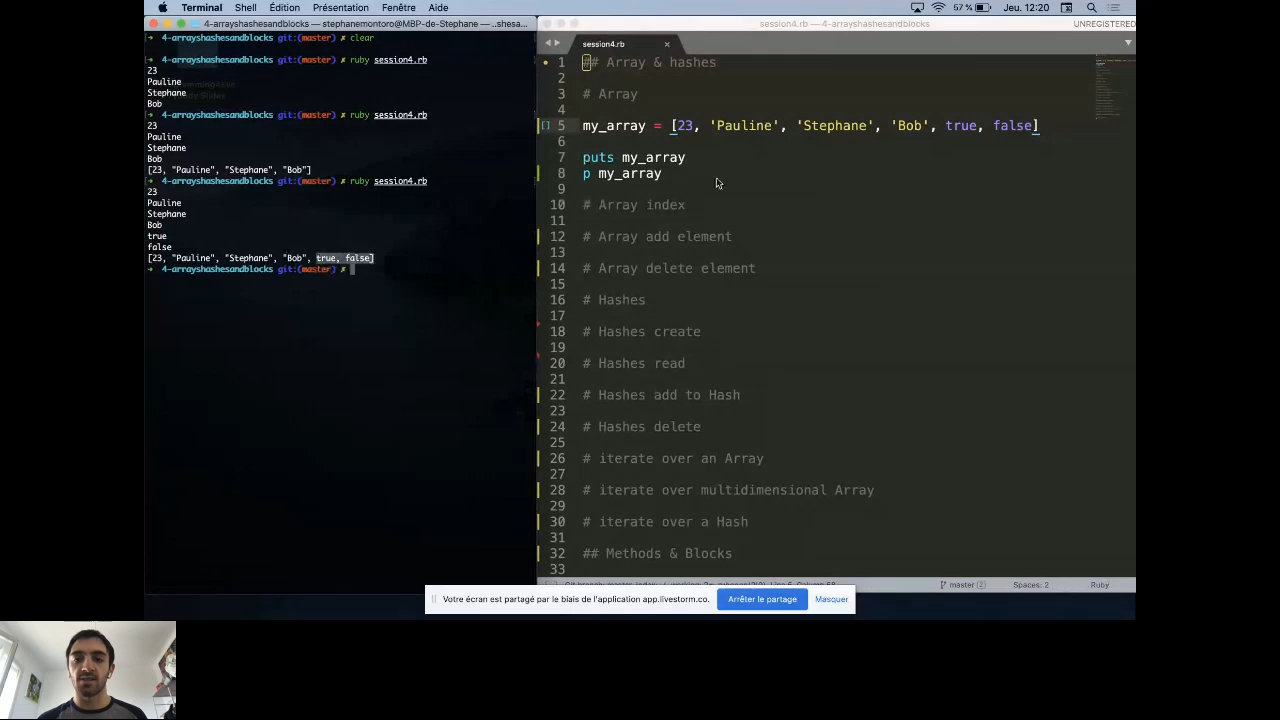 Terminal Shell Édition Présentation Fenêtre Aide 57 % Jeu. 12:20
4-arrayshashesandblocks — stephanemontoro@MBP-de-Stephane — ..shesa...
➜ 4-arrayshashesandblocks git:(master) ✗ clear
➜ 4-arrayshashesandblocks git:(master) ✗ ruby session4.rb
23
Pauline
Stephane
Bob
➜ 4-arrayshashesandblocks git:(master) ✗ ruby session4.rb
23
Pauline
Stephane
Bob
[23, "Pauline", "Stephane", "Bob"]
➜ 4-arrayshashesandblocks git:(master) ✗ ruby session4.rb
23
Pauline
Stephane
Bob
true
false
[23, "Pauline", "Stephane", "Bob", true, false]
➜ 4-arrayshashesandblocks git:(master) ✗
session4.rb — 4-arrayshashesandblocks UNREGISTERED
session4.rb
1 ## Array & hashes
2
3 # Array
4
5 my_array = [23, 'Pauline', 'Stephane', 'Bob', true, false]
6
7 puts my_array
8 p my_array
9
10 # Array index
11
12 # Array add element
13
14 # Array delete element
15
16 # Hashes
17
18 # Hashes create
19
20 # Hashes read
21
22 # Hashes add to Hash
23
24 # Hashes delete
25
26 # iterate over an Array
27
28 # iterate over multidimensional Array
29
30 # iterate over a Hash
31
32 ## Methods & Blocks
33
master Spaces: 2 Ruby
Votre écran est partagé par le biais de l'application app.livestorm.co. Arrêter le partage Masquer